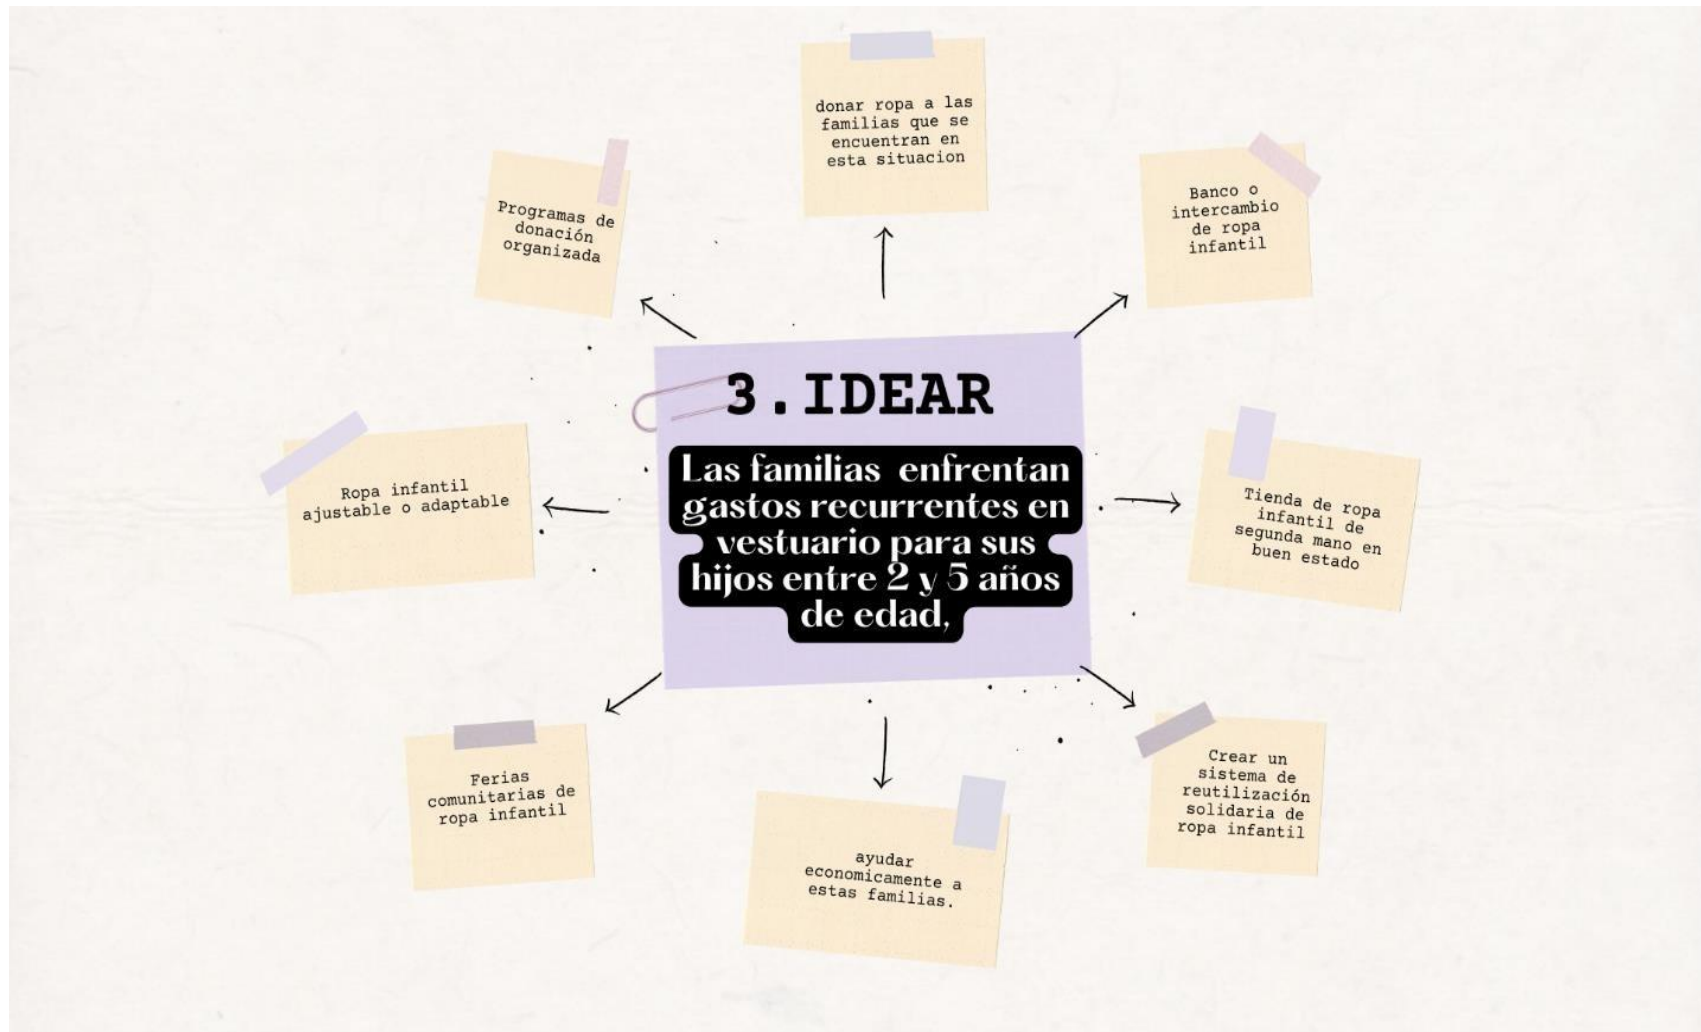 donar ropa a las
familias que se
encuentran en
esta situacion
Programas de
donación
organizada
Banco o
intercambio
de ropa
infantil
3.IDEAR
Las familias enfrentan
gastos recurrentes en
vestuario para sus
hijos entre 2 y 5 años
de edad,
Ropa infantil
ajustable o adaptable
Tienda de ropa
infantil de
segunda mano en
buen estado
Ferias
comunitarias de
ropa infantil
ayudar
economicamente a
estas familias.
Crear un
sistema de
reutilización
solidaria de
ropa infantil